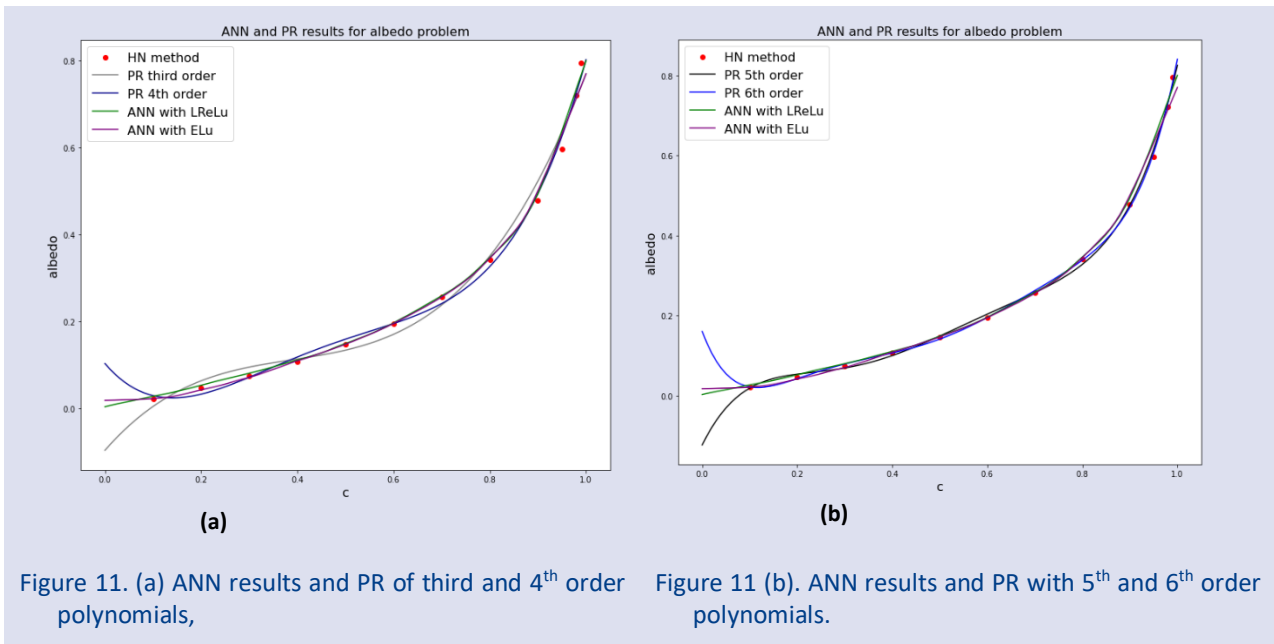 ANN and PR results for albedo problem
HN method
PR third order
PR 4th order
ANN with LReLu
ANN with ELu
albedo
0.8
0.6
0.4
0.2
0.0
0.0 0.2 0.4 0.6 0.8 1.0
c
(a)
ANN and PR results for albedo problem
HN method
PR 5th order
PR 6th order
ANN with LReLu
ANN with ELu
albedo
0.8
0.6
0.4
0.2
0.0
0.0 0.2 0.4 0.6 0.8 1.0
c
(b)
Figure 11. (a) ANN results and PR of third and 4th order
polynomials,
Figure 11 (b). ANN results and PR with 5th and 6th order
polynomials.